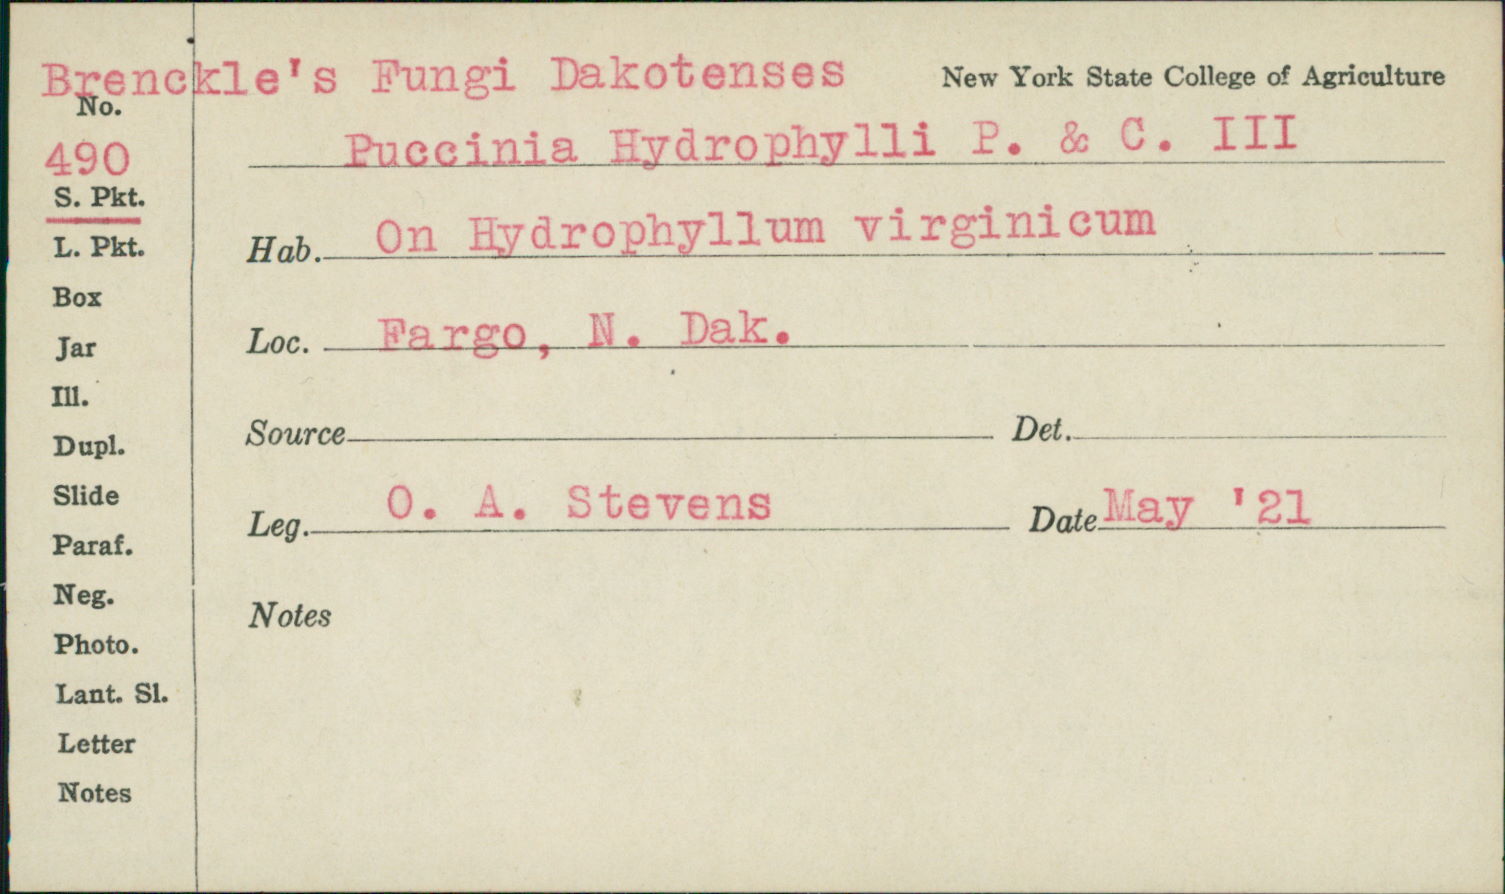 Brenckle's Fungi Dakotenses
New York State College of Agriculture
No.
490
Puccinia Hydrophylli P. & C. III
S. Pkt.
Hab. On Hydrophyllum virginicum
L. Pkt.
Box
Loc. Fargo, N. Dak.
Jar
Ill.
Source Det.
Dupl.
Slide
Leg. O. A. Stevens Date May '21
Paraf.
Neg.
Notes
Photo.
Lant. Sl.
Letter
Notes